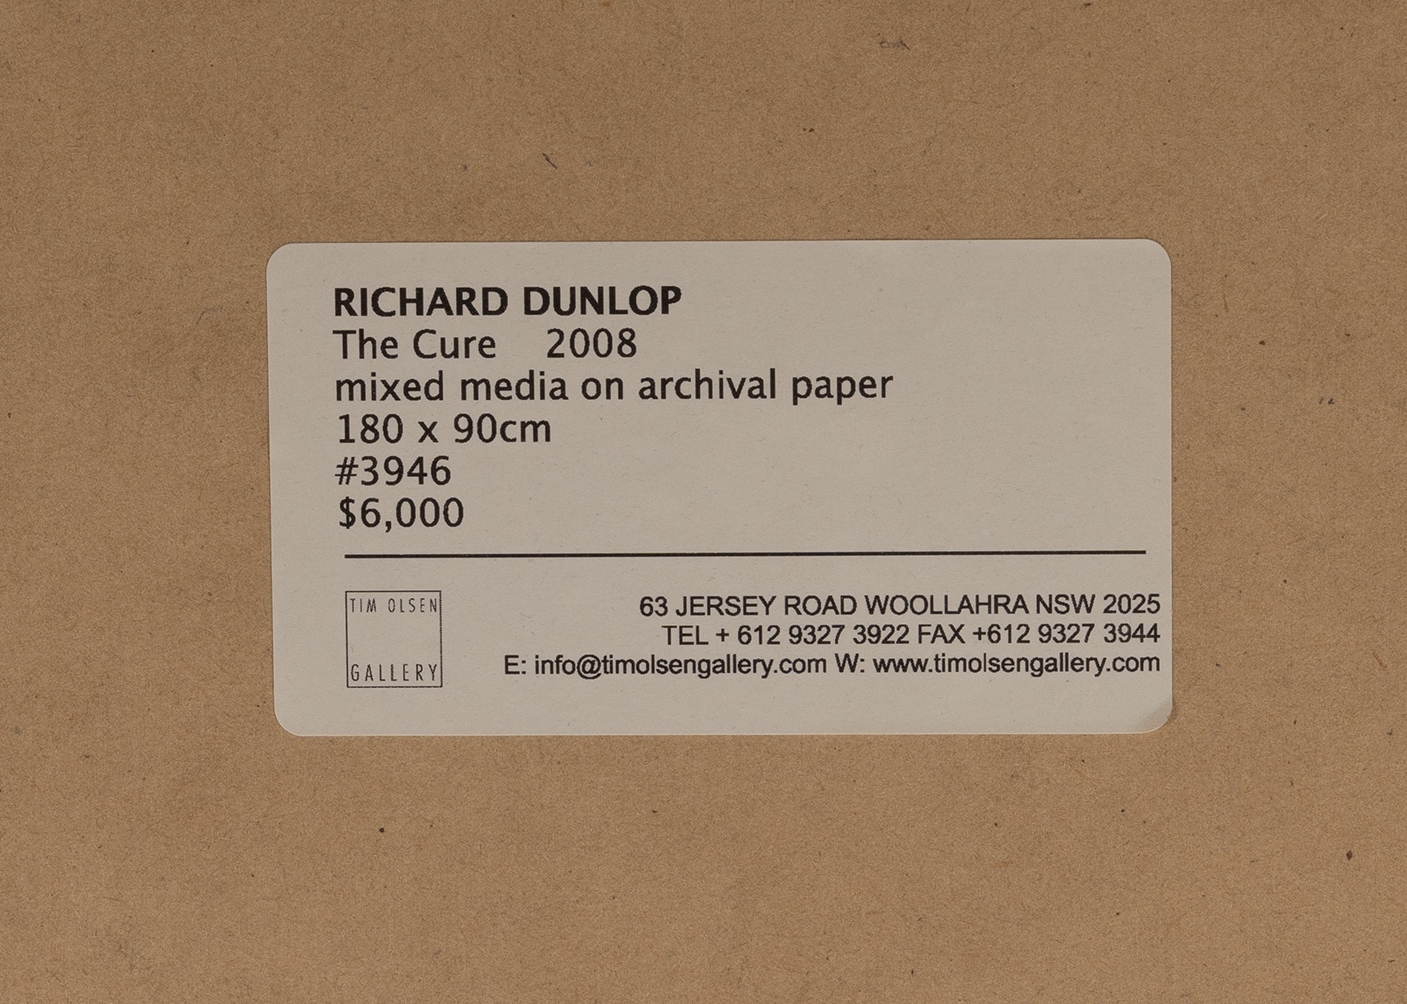 RICHARD DUNLOP
The Cure 2008
mixed media on archival paper
180 x 90cm
#3946
$6,000
TIM OLSEN
GALLERY
63 JERSEY ROAD WOOLLAHRA NSW 2025
TEL + 612 9327 3922 FAX +612 9327 3944
E: info@timolsengallery.com W: www.timolsengallery.com